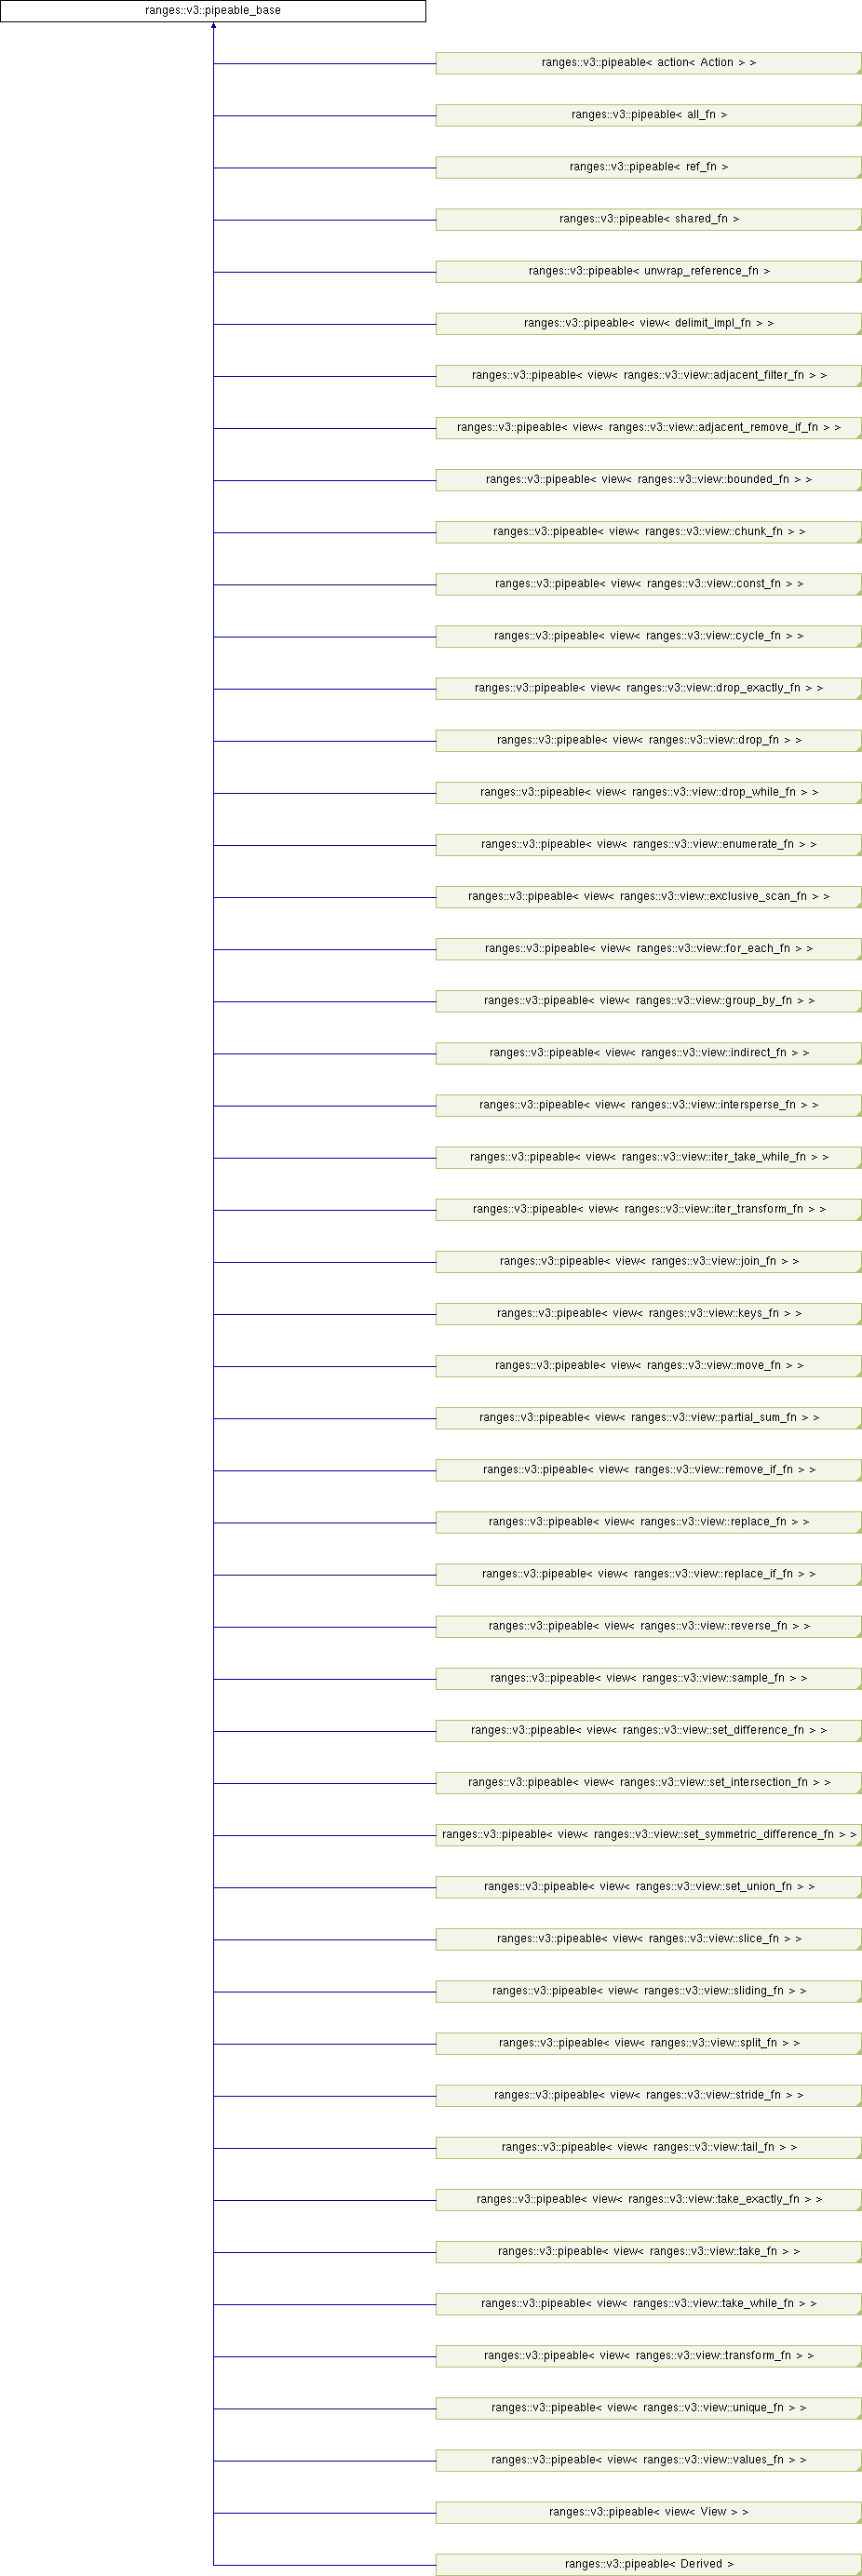 ranges::v3::pipeable_base
ranges::v3::pipeable< action< Action > >
ranges::v3::pipeable< all_fn >
ranges::v3::pipeable< ref_fn >
ranges::v3::pipeable< shared_fn >
ranges::v3::pipeable< unwrap_reference_fn >
ranges::v3::pipeable< view< delimit_impl_fn > >
ranges::v3::pipeable< view< ranges::v3::view::adjacent_filter_fn > >
ranges::v3::pipeable< view< ranges::v3::view::adjacent_remove_if_fn > >
ranges::v3::pipeable< view< ranges::v3::view::bounded_fn > >
ranges::v3::pipeable< view< ranges::v3::view::chunk_fn > >
ranges::v3::pipeable< view< ranges::v3::view::const_fn > >
ranges::v3::pipeable< view< ranges::v3::view::cycle_fn > >
ranges::v3::pipeable< view< ranges::v3::view::drop_exactly_fn > >
ranges::v3::pipeable< view< ranges::v3::view::drop_fn > >
ranges::v3::pipeable< view< ranges::v3::view::drop_while_fn > >
ranges::v3::pipeable< view< ranges::v3::view::enumerate_fn > >
ranges::v3::pipeable< view< ranges::v3::view::exclusive_scan_fn > >
ranges::v3::pipeable< view< ranges::v3::view::for_each_fn > >
ranges::v3::pipeable< view< ranges::v3::view::group_by_fn > >
ranges::v3::pipeable< view< ranges::v3::view::indirect_fn > >
ranges::v3::pipeable< view< ranges::v3::view::intersperse_fn > >
ranges::v3::pipeable< view< ranges::v3::view::iter_take_while_fn > >
ranges::v3::pipeable< view< ranges::v3::view::iter_transform_fn > >
ranges::v3::pipeable< view< ranges::v3::view::join_fn > >
ranges::v3::pipeable< view< ranges::v3::view::keys_fn > >
ranges::v3::pipeable< view< ranges::v3::view::move_fn > >
ranges::v3::pipeable< view< ranges::v3::view::partial_sum_fn > >
ranges::v3::pipeable< view< ranges::v3::view::remove_if_fn > >
ranges::v3::pipeable< view< ranges::v3::view::replace_fn > >
ranges::v3::pipeable< view< ranges::v3::view::replace_if_fn > >
ranges::v3::pipeable< view< ranges::v3::view::reverse_fn > >
ranges::v3::pipeable< view< ranges::v3::view::sample_fn > >
ranges::v3::pipeable< view< ranges::v3::view::set_difference_fn > >
ranges::v3::pipeable< view< ranges::v3::view::set_intersection_fn > >
ranges::v3::pipeable< view< ranges::v3::view::set_symmetric_difference_fn > >
ranges::v3::pipeable< view< ranges::v3::view::set_union_fn > >
ranges::v3::pipeable< view< ranges::v3::view::slice_fn > >
ranges::v3::pipeable< view< ranges::v3::view::sliding_fn > >
ranges::v3::pipeable< view< ranges::v3::view::split_fn > >
ranges::v3::pipeable< view< ranges::v3::view::stride_fn > >
ranges::v3::pipeable< view< ranges::v3::view::tail_fn > >
ranges::v3::pipeable< view< ranges::v3::view::take_exactly_fn > >
ranges::v3::pipeable< view< ranges::v3::view::take_fn > >
ranges::v3::pipeable< view< ranges::v3::view::take_while_fn > >
ranges::v3::pipeable< view< ranges::v3::view::transform_fn > >
ranges::v3::pipeable< view< ranges::v3::view::unique_fn > >
ranges::v3::pipeable< view< ranges::v3::view::values_fn > >
ranges::v3::pipeable< view< View > >
ranges::v3::pipeable< Derived >